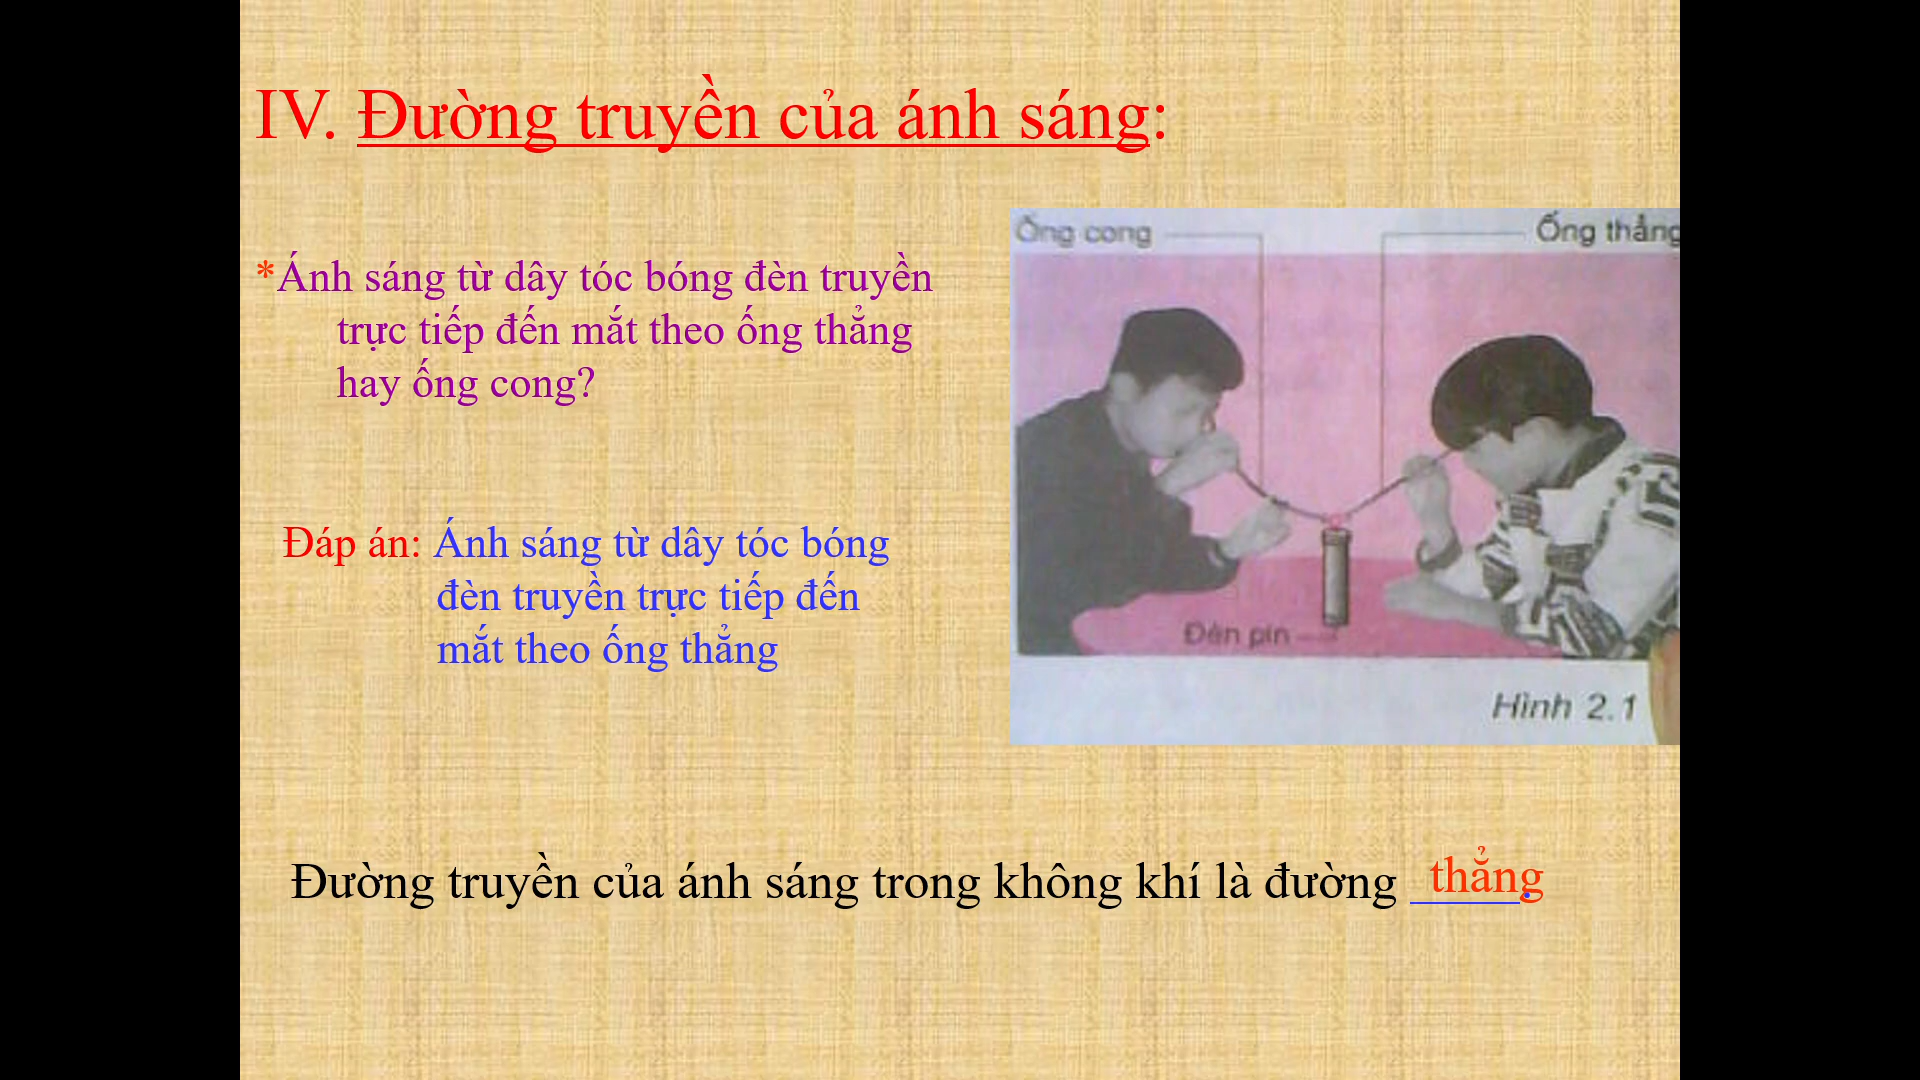 IV. Đường truyền của ánh sáng:
*Ánh sáng từ dây tóc bóng đèn truyền
trực tiếp đến mắt theo ống thẳng
hay ống cong?
Đáp án: Ánh sáng từ dây tóc bóng
đèn truyền trực tiếp đến
mắt theo ống thẳng
Ống cong
Ống thẳng
Đèn pin
Hình 2.1
Đường truyền của ánh sáng trong không khí là đường thẳng.